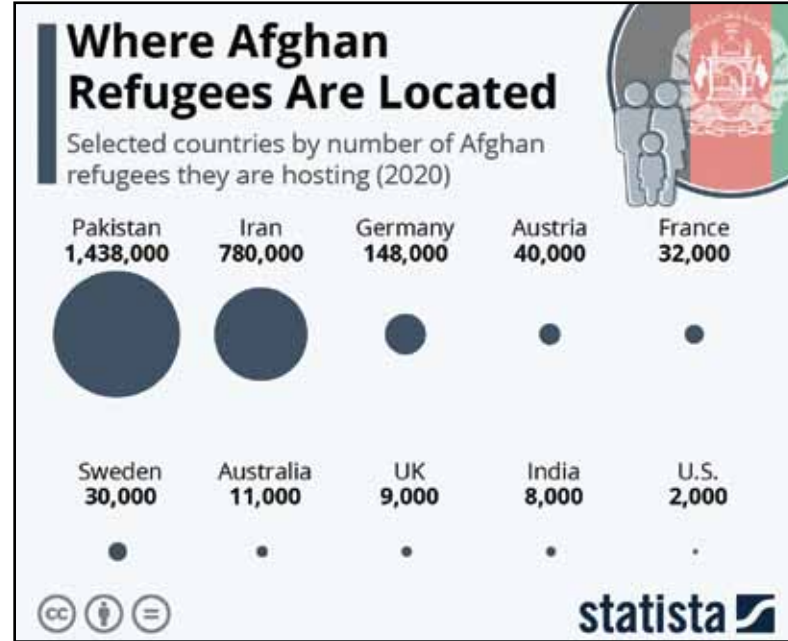 Where Afghan
Refugees Are Located
Selected countries by number of Afghan
refugees they are hosting (2020)
Pakistan
1,438,000
Iran
780,000
Germany
148,000
Austria
40,000
France
32,000
Sweden
30,000
Australia
11,000
UK
9,000
India
8,000
U.S.
2,000
cc
statista